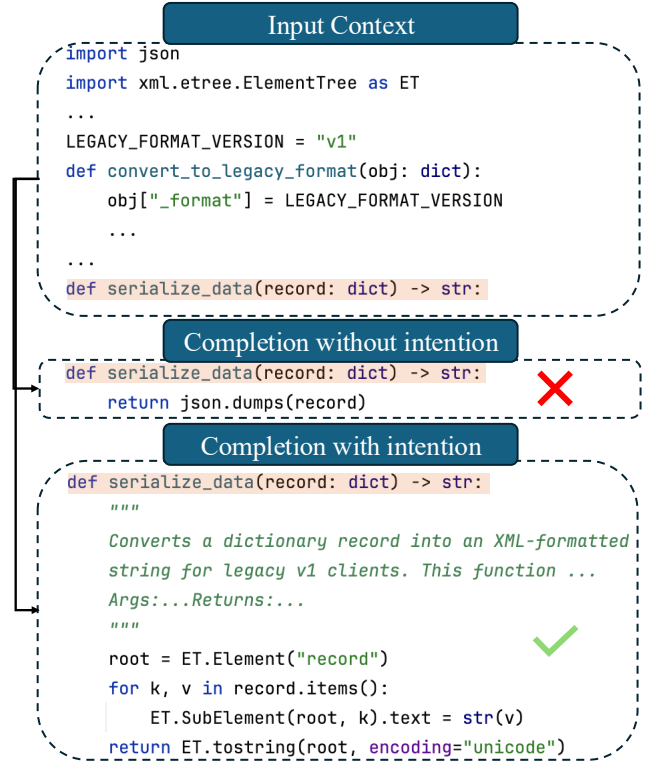 Input Context
import json
import xml.etree.ElementTree as ET
...
LEGACY_FORMAT_VERSION = "v1"
def convert_to_legacy_format(obj: dict):
    obj["_format"] = LEGACY_FORMAT_VERSION
    ...
...
def serialize_data(record: dict) -> str:
Completion without intention
def serialize_data(record: dict) -> str:
    return json.dumps(record)
Completion with intention
def serialize_data(record: dict) -> str:
    """
    Converts a dictionary record into an XML-formatted
    string for legacy v1 clients. This function ...
    Args:...Returns:...
    """
    root = ET.Element("record")
    for k, v in record.items():
        ET.SubElement(root, k).text = str(v)
    return ET.tostring(root, encoding="unicode")